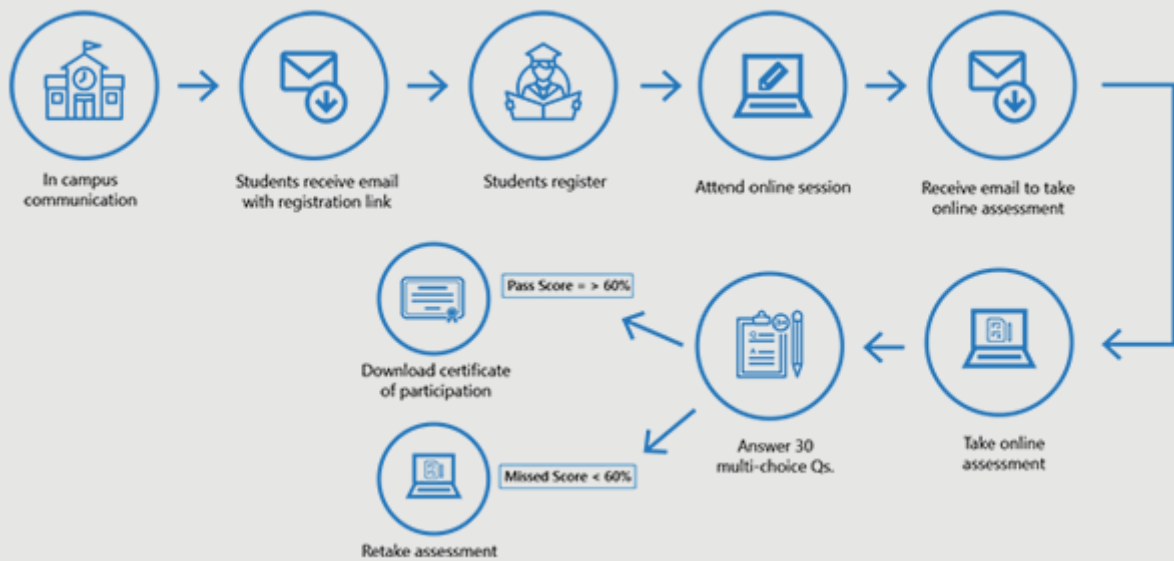 In campus
communication
Students receive email
with registration link
Students register
Attend online session
Receive email to take
online assessment
Pass Score = > 60%
Download certificate
of participation
Missed Score < 60%
Retake assessment
Answer 30
multi-choice Qs.
Take online
assessment